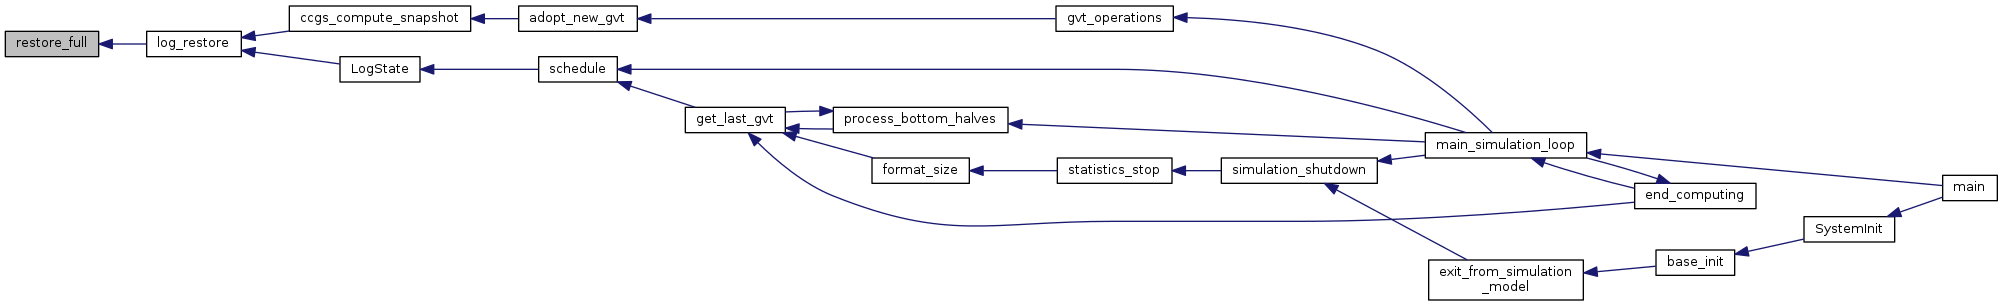 restore_full
log_restore
ccgs_compute_snapshot
adopt_new_gvt
gvt_operations
LogState
schedule
get_last_gvt
process_bottom_halves
format_size
statistics_stop
simulation_shutdown
main_simulation_loop
end_computing
main
SystemInit
base_init
exit_from_simulation
_model